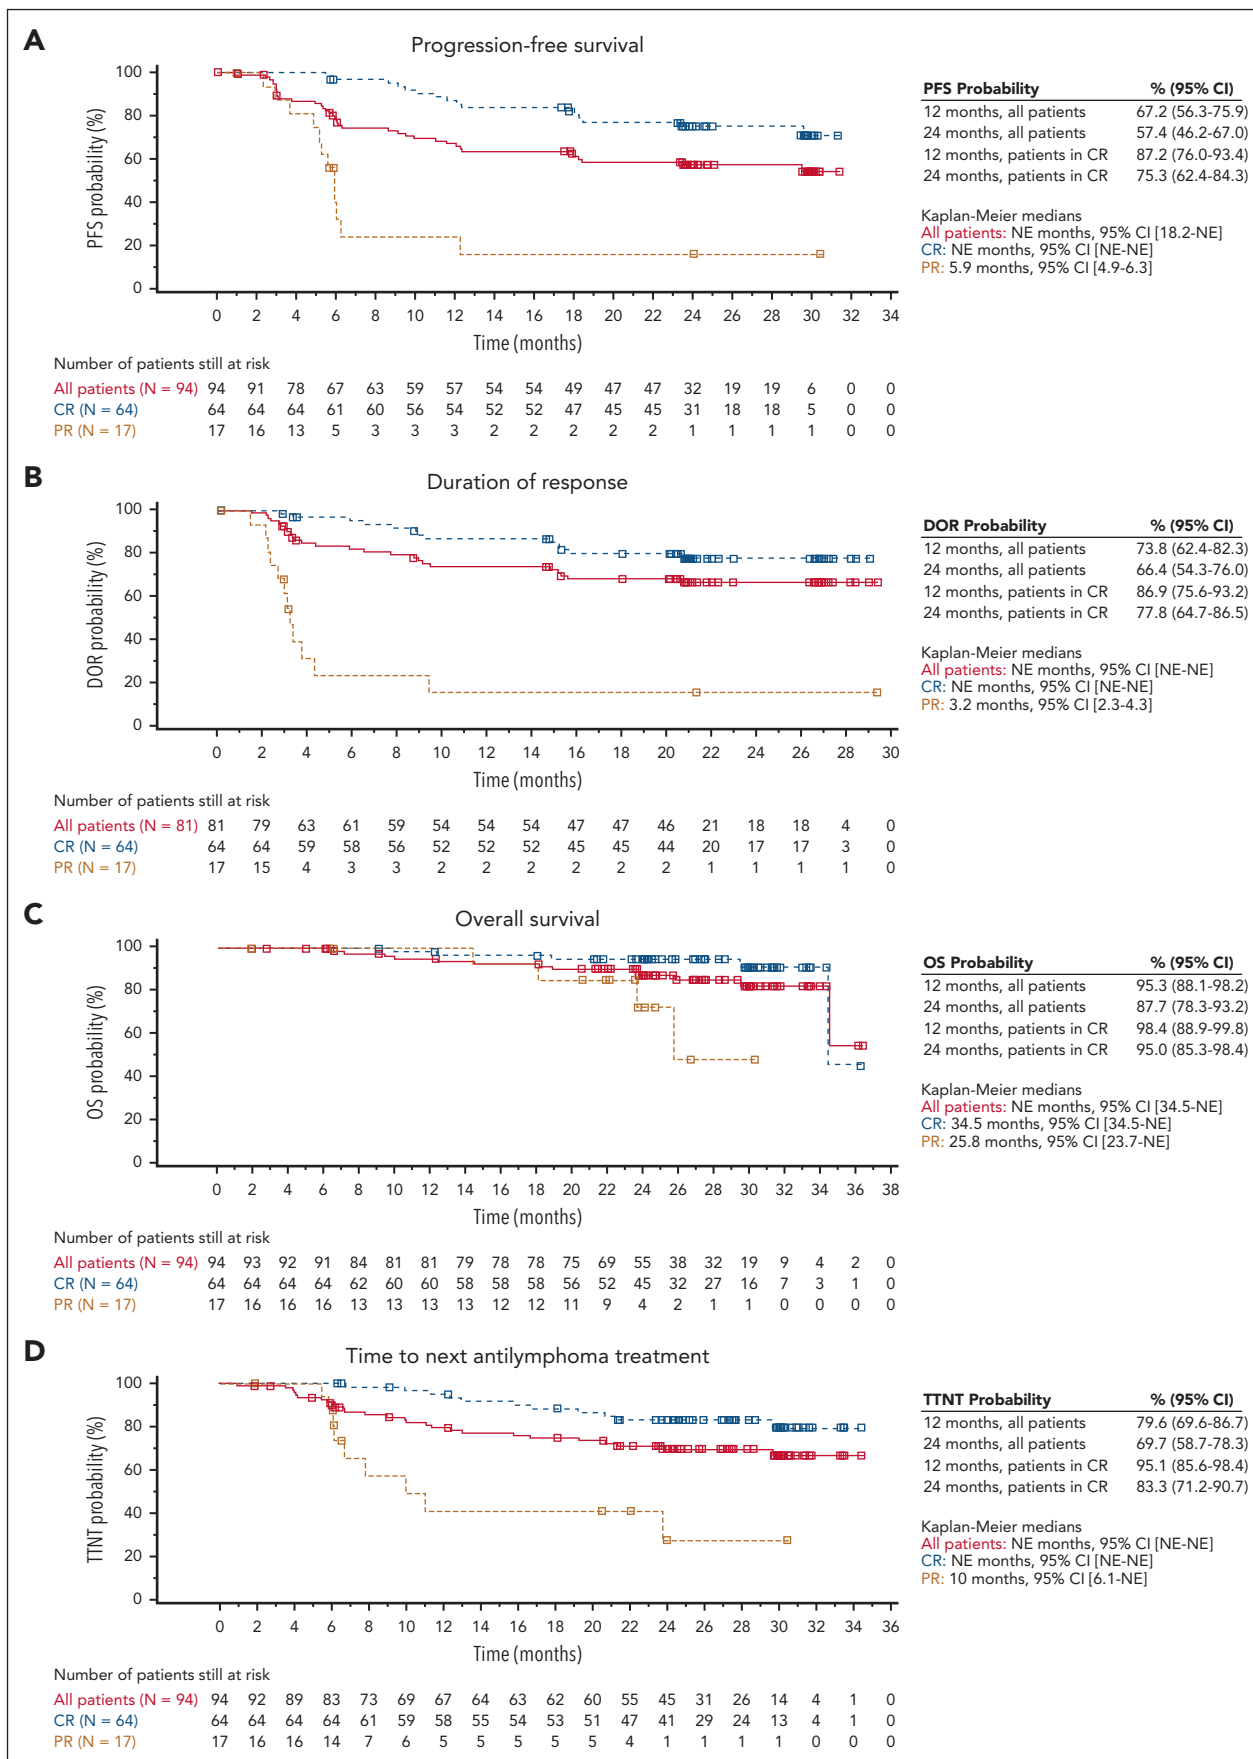 A
Progression-free survival
PFS probability (%)
100
80
60
40
20
0
0 2 4 6 8 10 12 14 16 18 20 22 24 26 28 30 32 34
Time (months)
PFS Probability % (95% CI)
12 months, all patients 67.2 (56.3-75.9)
24 months, all patients 57.4 (46.2-67.0)
12 months, patients in CR 87.2 (76.0-93.4)
24 months, patients in CR 75.3 (62.4-84.3)
Kaplan-Meier medians
All patients: NE months, 95% CI [18.2-NE]
CR: NE months, 95% CI [NE-NE]
PR: 5.9 months, 95% CI [4.9-6.3]
Number of patients still at risk
All patients (N = 94) 94 91 78 67 63 59 57 54 54 49 47 47 32 19 19 6 0 0
CR (N = 64) 64 64 64 61 60 56 54 52 52 47 45 45 31 18 18 5 0 0
PR (N = 17) 17 16 13 5 3 3 3 2 2 2 2 2 1 1 1 1 0 0
B
Duration of response
DOR probability (%)
100
80
60
40
20
0
0 2 4 6 8 10 12 14 16 18 20 22 24 26 28 30
Time (months)
DOR Probability % (95% CI)
12 months, all patients 73.8 (62.4-82.3)
24 months, all patients 66.4 (54.3-76.0)
12 months, patients in CR 86.9 (75.6-93.2)
24 months, patients in CR 77.8 (64.7-86.5)
Kaplan-Meier medians
All patients: NE months, 95% CI [NE-NE]
CR: NE months, 95% CI [NE-NE]
PR: 3.2 months, 95% CI [2.3-4.3]
Number of patients still at risk
All patients (N = 81) 81 79 63 61 59 54 54 54 47 47 46 21 18 18 4 0
CR (N = 64) 64 64 59 58 56 52 52 52 45 45 44 20 17 17 3 0
PR (N = 17) 17 15 4 3 3 2 2 2 2 2 2 1 1 1 1 0
C
Overall survival
OS probability (%)
100
80
60
40
20
0
0 2 4 6 8 10 12 14 16 18 20 22 24 26 28 30 32 34 36 38
Time (months)
OS Probability % (95% CI)
12 months, all patients 95.3 (88.1-98.2)
24 months, all patients 87.7 (78.3-93.2)
12 months, patients in CR 98.4 (88.9-99.8)
24 months, patients in CR 95.0 (85.3-98.4)
Kaplan-Meier medians
All patients: NE months, 95% CI [34.5-NE]
CR: 34.5 months, 95% CI [34.5-NE]
PR: 25.8 months, 95% CI [23.7-NE]
Number of patients still at risk
All patients (N = 94) 94 93 92 91 84 81 81 79 78 78 75 69 55 38 32 19 9 4 2 0
CR (N = 64) 64 64 64 64 62 60 60 58 58 58 56 52 45 32 27 16 7 3 1 0
PR (N = 17) 17 16 16 16 13 13 13 13 12 12 11 9 4 2 1 1 0 0 0 0
D
Time to next antilymphoma treatment
TTNT probability (%)
100
80
60
40
20
0
0 2 4 6 8 10 12 14 16 18 20 22 24 26 28 30 32 34 36
Time (months)
TTNT Probability % (95% CI)
12 months, all patients 79.6 (69.6-86.7)
24 months, all patients 69.7 (58.7-78.3)
12 months, patients in CR 95.1 (85.6-98.4)
24 months, patients in CR 83.3 (71.2-90.7)
Kaplan-Meier medians
All patients: NE months, 95% CI [NE-NE]
CR: NE months, 95% CI [NE-NE]
PR: 10 months, 95% CI [6.1-NE]
Number of patients still at risk
All patients (N = 94) 94 92 89 83 73 69 67 64 63 62 60 55 45 31 26 14 4 1 0
CR (N = 64) 64 64 64 64 61 59 58 55 54 53 51 47 41 29 24 13 4 1 0
PR (N = 17) 17 16 16 14 7 6 5 5 5 5 5 4 1 1 1 1 0 0 0